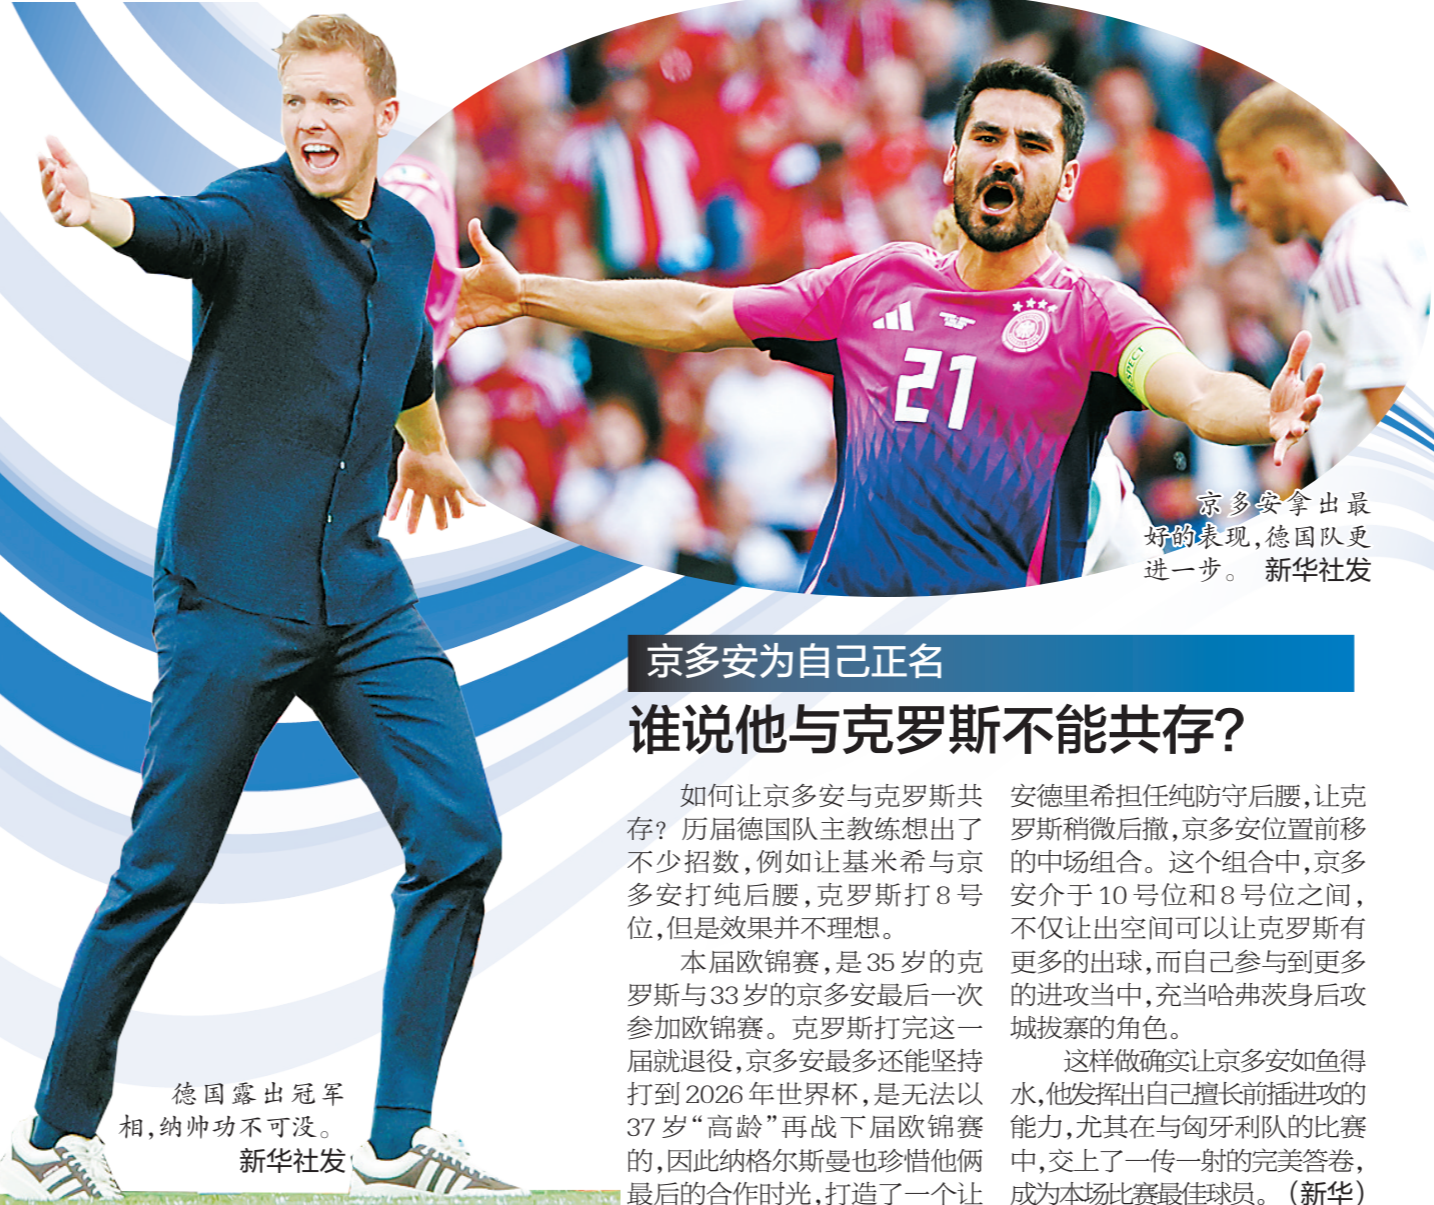 RESPECT
21
京多安拿出最
好的表现，德国队更
进一步。 新华社发
京多安为自己正名
谁说他与克罗斯不能共存？
如何让京多安与克罗斯共
存？历届德国队主教练想出了
不少招数，例如让基米希与京
多安打纯后腰，克罗斯打8号
位，但是效果并不理想。
本届欧锦赛，是35岁的克
罗斯与33岁的京多安最后一次
参加欧锦赛。克罗斯打完这一
届就退役，京多安最多还能坚持
打到2026年世界杯，是无法以
37岁“高龄”再战下届欧锦赛
的，因此纳格尔斯曼也珍惜他俩
最后的合作时光，打造了一个让
安德里希担任纯防守后腰，让克
罗斯稍微后撤，京多安位置前移
的中场组合。这个组合中，京多
安介于10号位和8号位之间，
不仅让出空间可以让克罗斯有
更多的出球，而自己参与到更多
的进攻当中，充当哈弗茨身后攻
城拔寨的角色。
这样做确实让京多安如鱼得
水，他发挥出自己擅长前插进攻的
能力，尤其在与匈牙利队的比赛
中，交上了一传一射的完美答卷，
成为本场比赛最佳球员。（新华）
德国露出冠军
相，纳帅功不可没。
新华社发